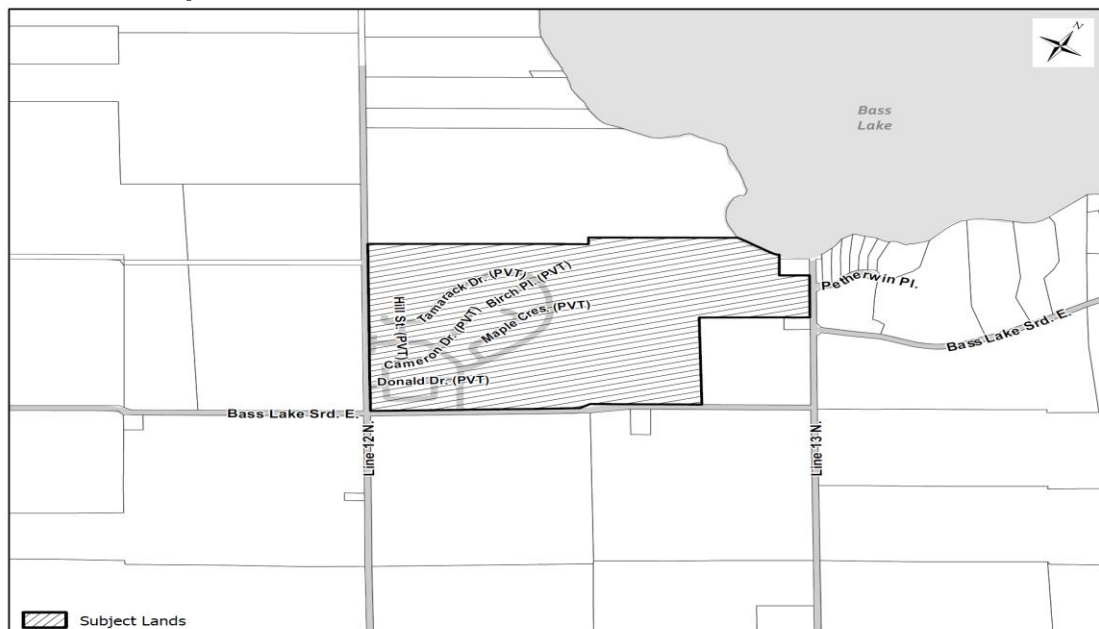 N
Bass
Lake
Petherwin Pl.
Tamarack Dr. (PVT)
Birch Pl. (PVT)
Hill St. (PVT)
Maple Cres. (PVT)
Cameron Dr. (PVT)
Bass Lake Srd. E.
Donald Dr. (PVT)
Bass Lake Srd. E.
Line 12 N.
Line 13 N.
Subject Lands